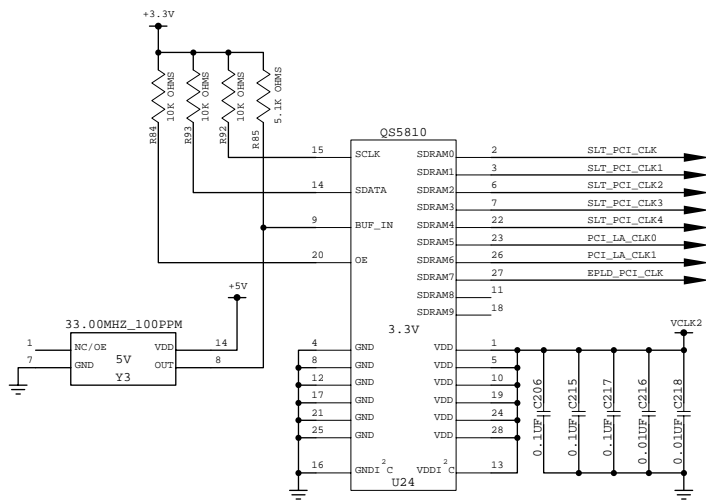 +3.3V
10K OHMS
10K OHMS
10K OHMS
5.1K OHMS
R84
R93
R92
R85
QS5810
15 SCLK SDRAM0 2 SLT_PCI_CLK
SDRAM1 3 SLT_PCI_CLK1
14 SDATA SDRAM2 6 SLT_PCI_CLK2
SDRAM3 7 SLT_PCI_CLK3
9 BUF_IN SDRAM4 22 SLT_PCI_CLK4
SDRAM5 23 PCI_LA_CLK0
20 OE SDRAM6 26 PCI_LA_CLK1
SDRAM7 27 EPLD_PCI_CLK
SDRAM8 11
SDRAM9 18
3.3V
+5V
VCLK2
33.00MHZ_100PPM
1 NC/OE VDD 14
7 GND OUT 8
5V
Y3
4 GND VDD 1
8 GND VDD 5
12 GND VDD 10
17 GND VDD 19
21 GND VDD 24
25 GND VDD 28
16 GNDI²C VDDI²C 13
U24
0.1UF C206
0.1UF C215
0.1UF C217
0.01UF C216
0.01UF C218